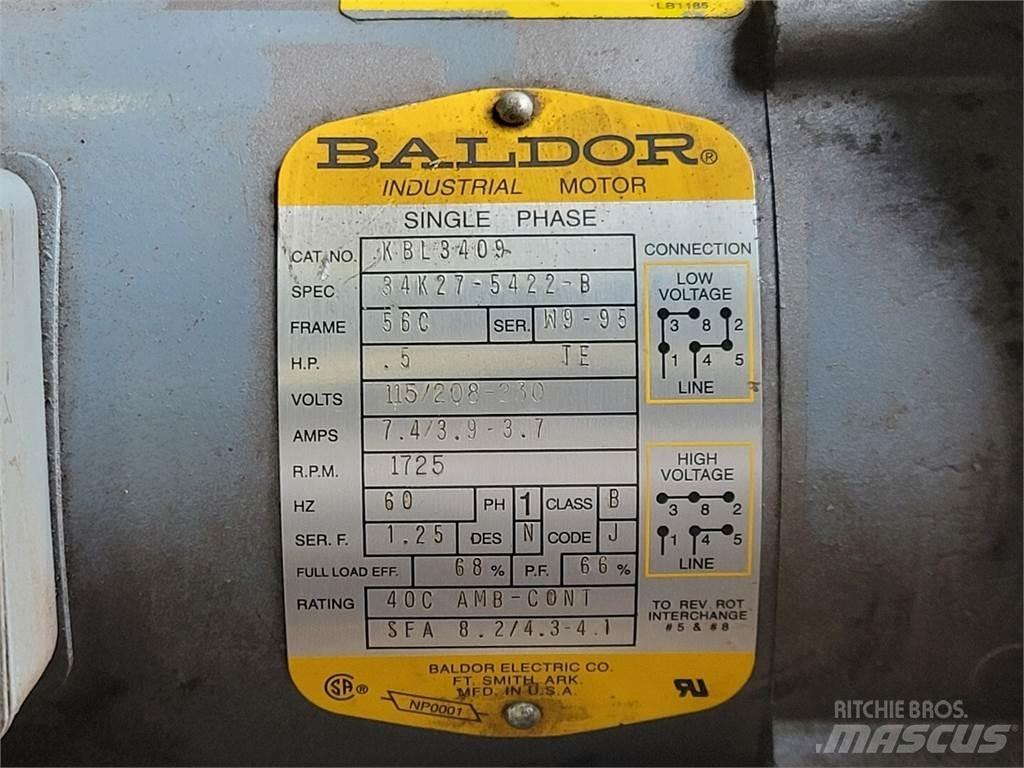 LB1185
BALDOR®
INDUSTRIAL MOTOR
SINGLE PHASE
CAT. NO. KBL3409
SPEC 34K27-5422-B
FRAME 56C SER. W9-95
H.P. .5 TE
VOLTS 115/208-230
AMPS 7.4/3.9-3.7
R.P.M. 1725
HZ 60 PH 1 CLASS B
SER. F. 1.25 DES N CODE J
FULL LOAD EFF. 68 % P.F. 66 %
RATING 40C AMB-CONT
SFA 8.2/4.3-4.1
CONNECTION
LOW
VOLTAGE
3 8 2
1 4 5
LINE
HIGH
VOLTAGE
3 8 2
1 4 5
LINE
TO REV. ROT
INTERCHANGE
#5 & #8
BALDOR ELECTRIC CO.
FT. SMITH ARK.
MFD. IN U.S.A.
SA®
NP0001
RU
RITCHIE BROS.
MASCUS